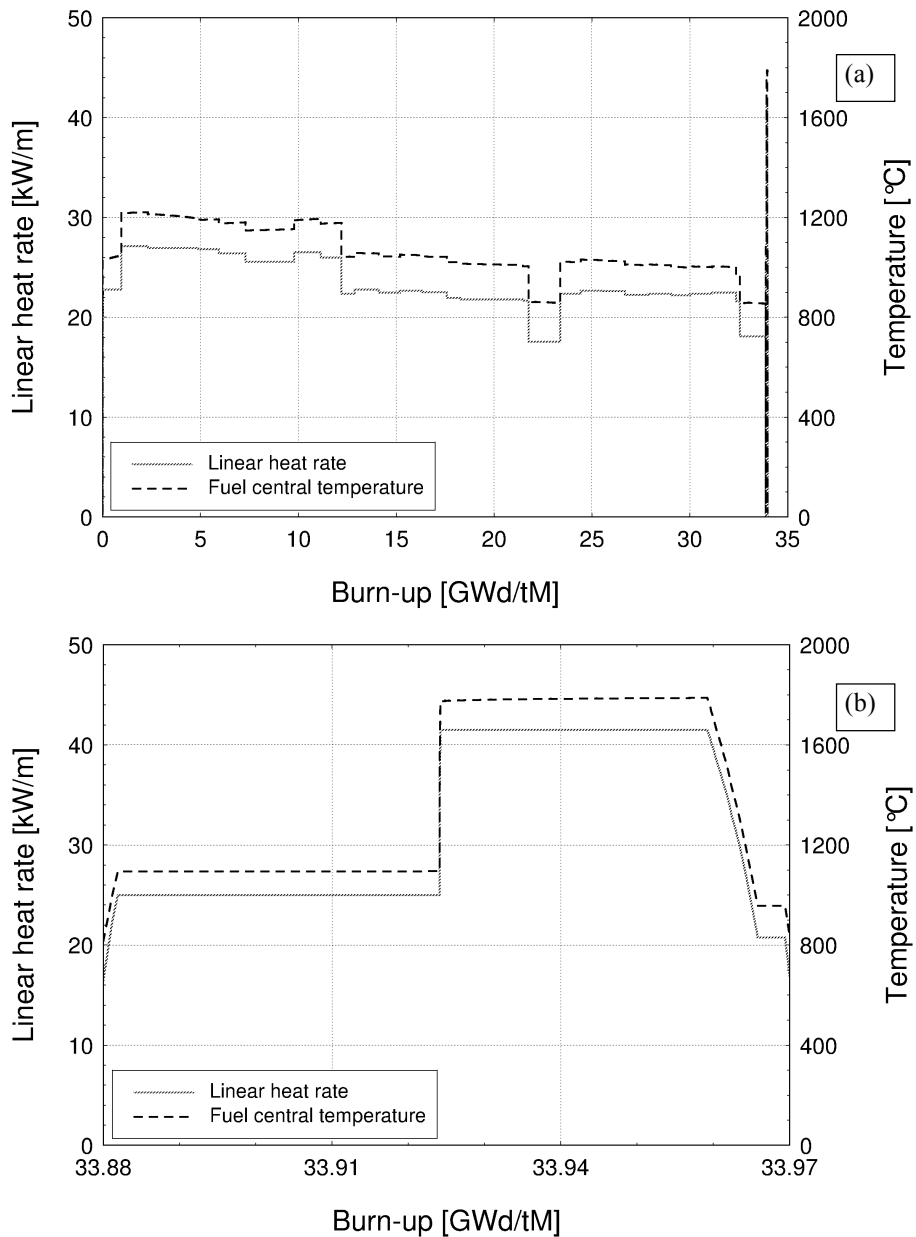 50
40
30
20
10
0
Linear heat rate [kW/m]
2000
1600
1200
800
400
0
Temperature [°C]
(a)
Linear heat rate
Fuel central temperature
0 5 10 15 20 25 30 35
Burn-up [GWd/tM]
50
40
30
20
10
0
Linear heat rate [kW/m]
2000
1600
1200
800
400
0
Temperature [°C]
(b)
Linear heat rate
Fuel central temperature
33.88 33.91 33.94 33.97
Burn-up [GWd/tM]